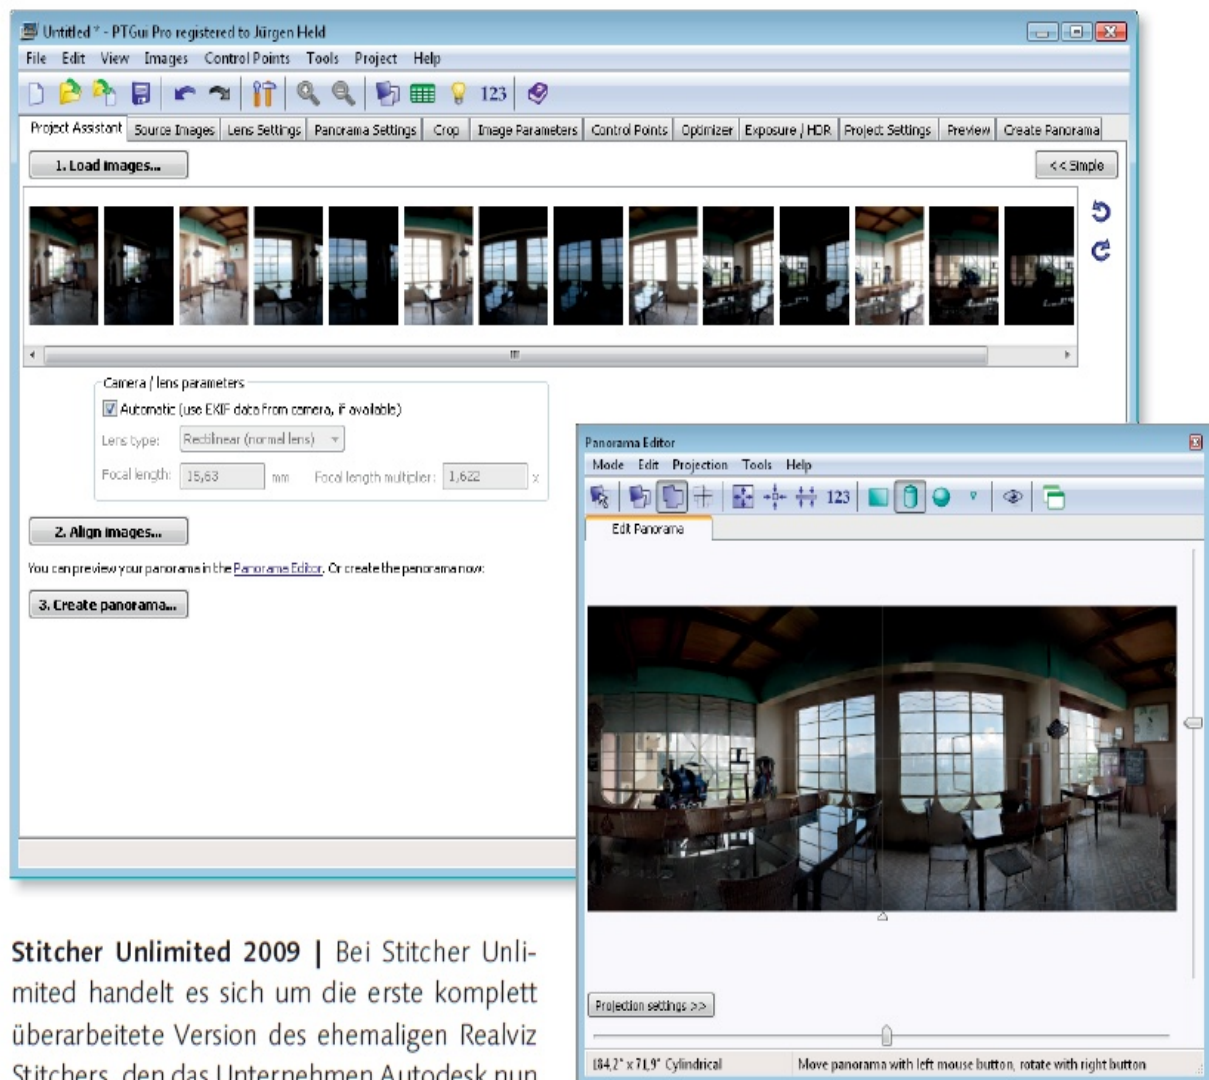 Untitled * - PTGui Pro registered to Jürgen Held
File Edit View Images Control Points Tools Project Help
123
Project Assistant Source Images Lens Settings Panorama Settings Crop Image Parameters Control Points Optimizer Exposure / HDR Project Settings Preview Create Panorama
1. Load images...
<< Simple
Camera / lens parameters
Automatic (use EXIF data from camera, if available)
Lens type: Rectilinear (normal lens)
Focal length: 15,63 mm Focal length multiplier: 1,622 x
2. Align images...
You can preview your panorama in the Panorama Editor. Or create the panorama now:
3. Create panorama...
Panorama Editor
Mode Edit Projection Tools Help
123
Edit Panorama
Projection settings >>
184,2° x 71,9° Cylindrical Move panorama with left mouse button, rotate with right button
Stitcher Unlimited 2009 | Bei Stitcher Unli-
mited handelt es sich um die erste komplett
überarbeitete Version des ehemaligen Realviz
Stitchers, den das Unternehmen Autodesk nun